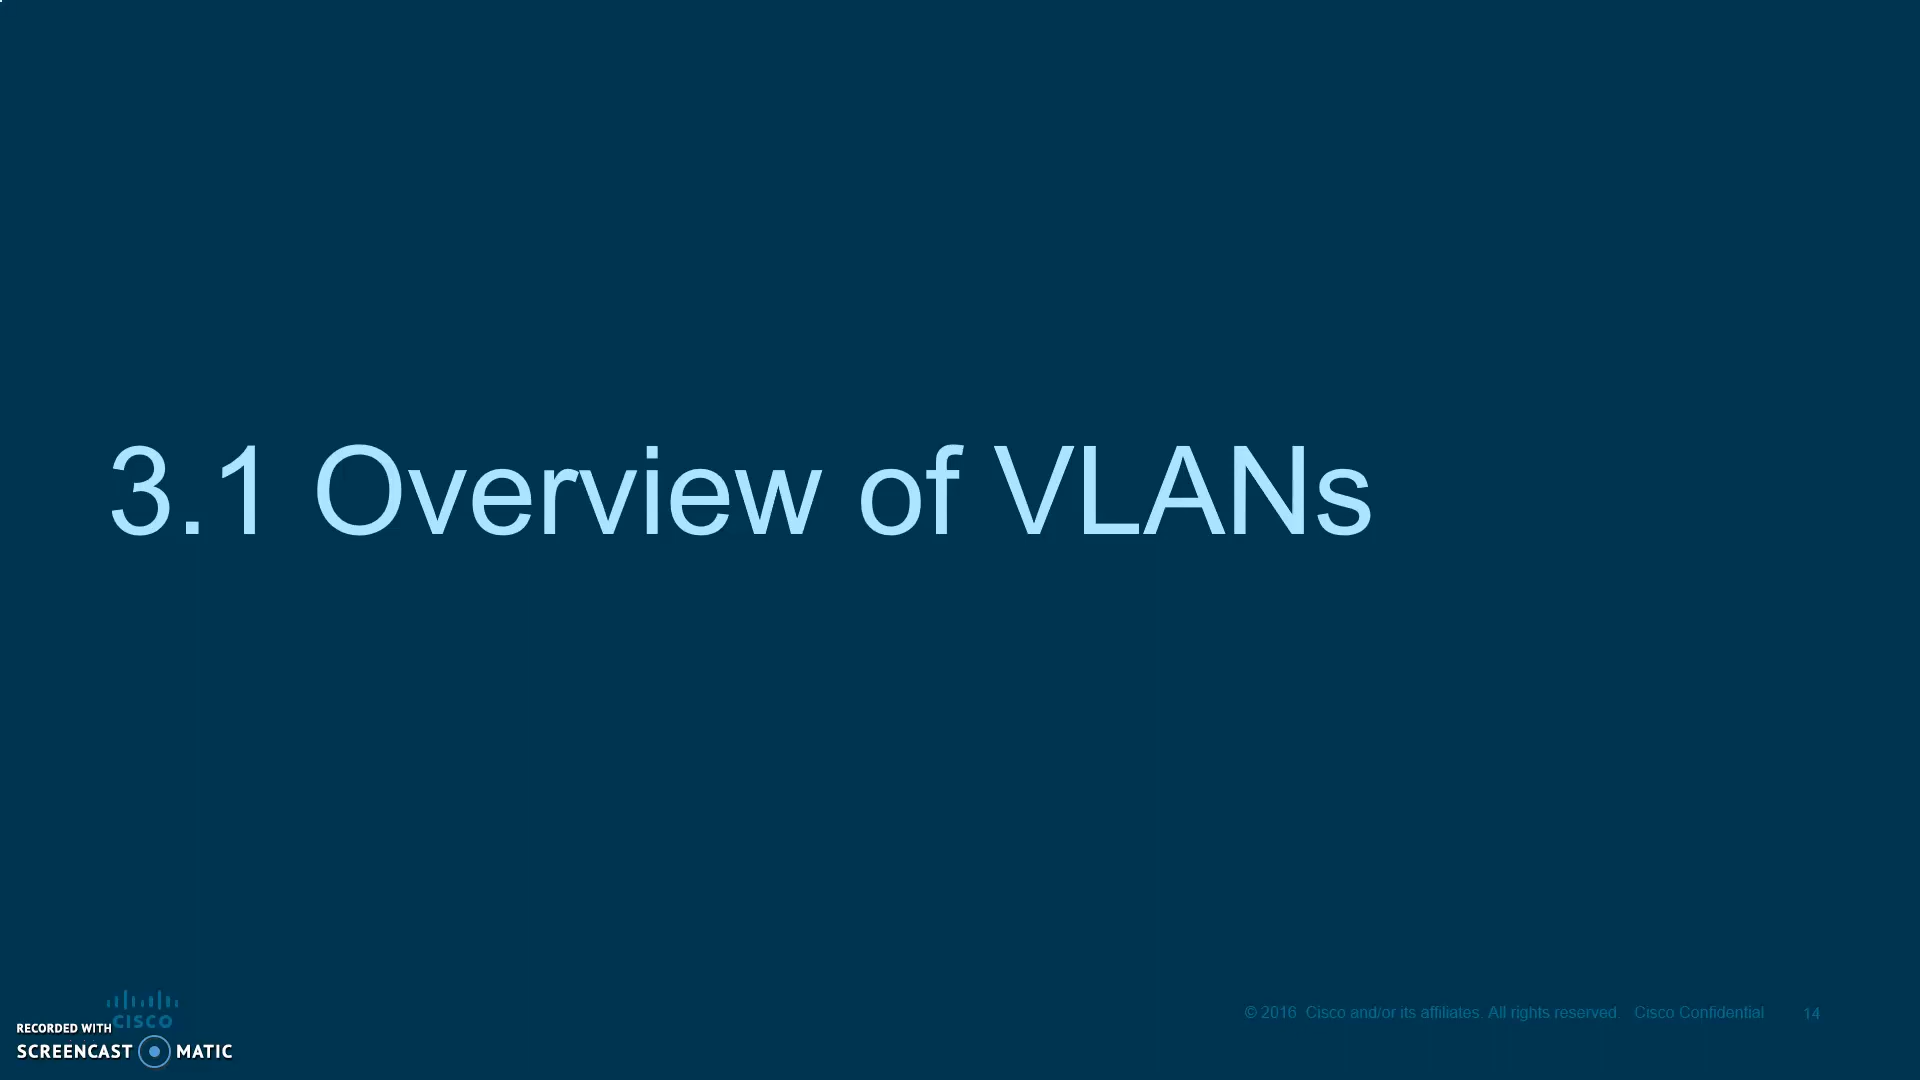 3.1 Overview of VLANs
CISCO
RECORDED WITH
SCREENCAST MATIC
© 2016 Cisco and/or its affiliates. All rights reserved. Cisco Confidential 14